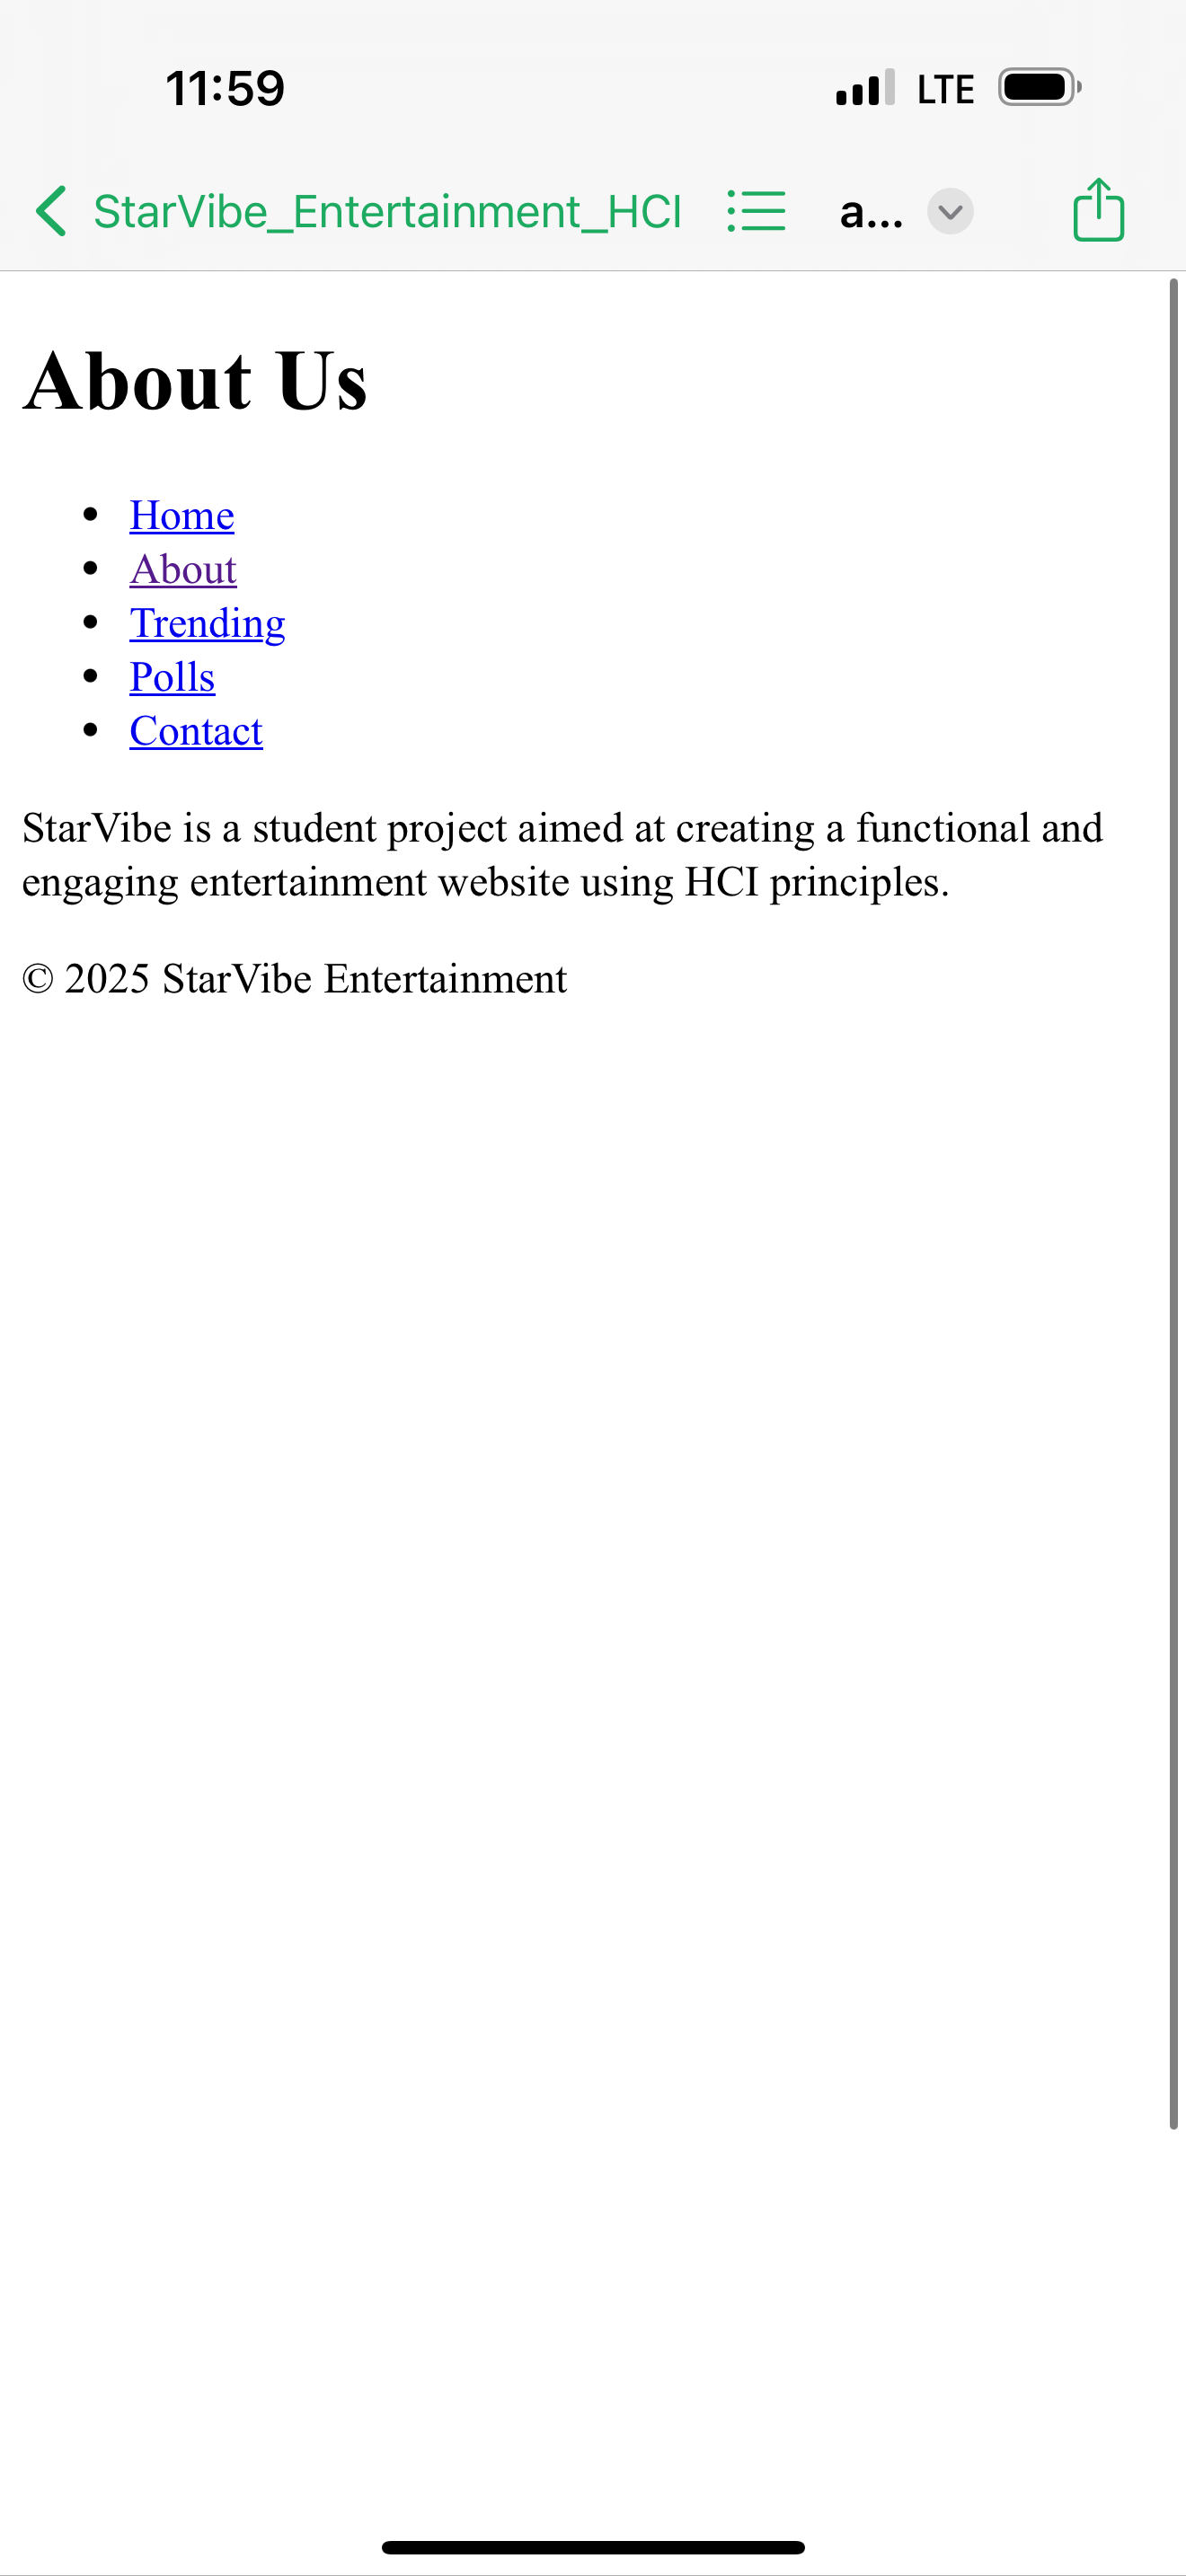 11:59 LTE
StarVibe_Entertainment_HCI a...
About Us
Home
About
Trending
Polls
Contact
StarVibe is a student project aimed at creating a functional and
engaging entertainment website using HCI principles.
© 2025 StarVibe Entertainment